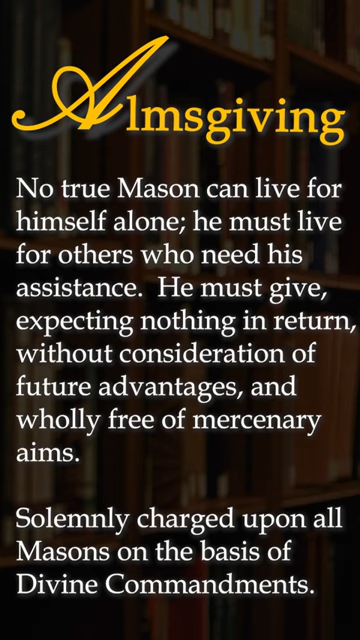 Almsgiving
No true Mason can live for
himself alone; he must live
for others who need his
assistance.  He must give,
expecting nothing in return,
without consideration of
future advantages, and
wholly free of mercenary
aims.
Solemnly charged upon all
Masons on the basis of
Divine Commandments.